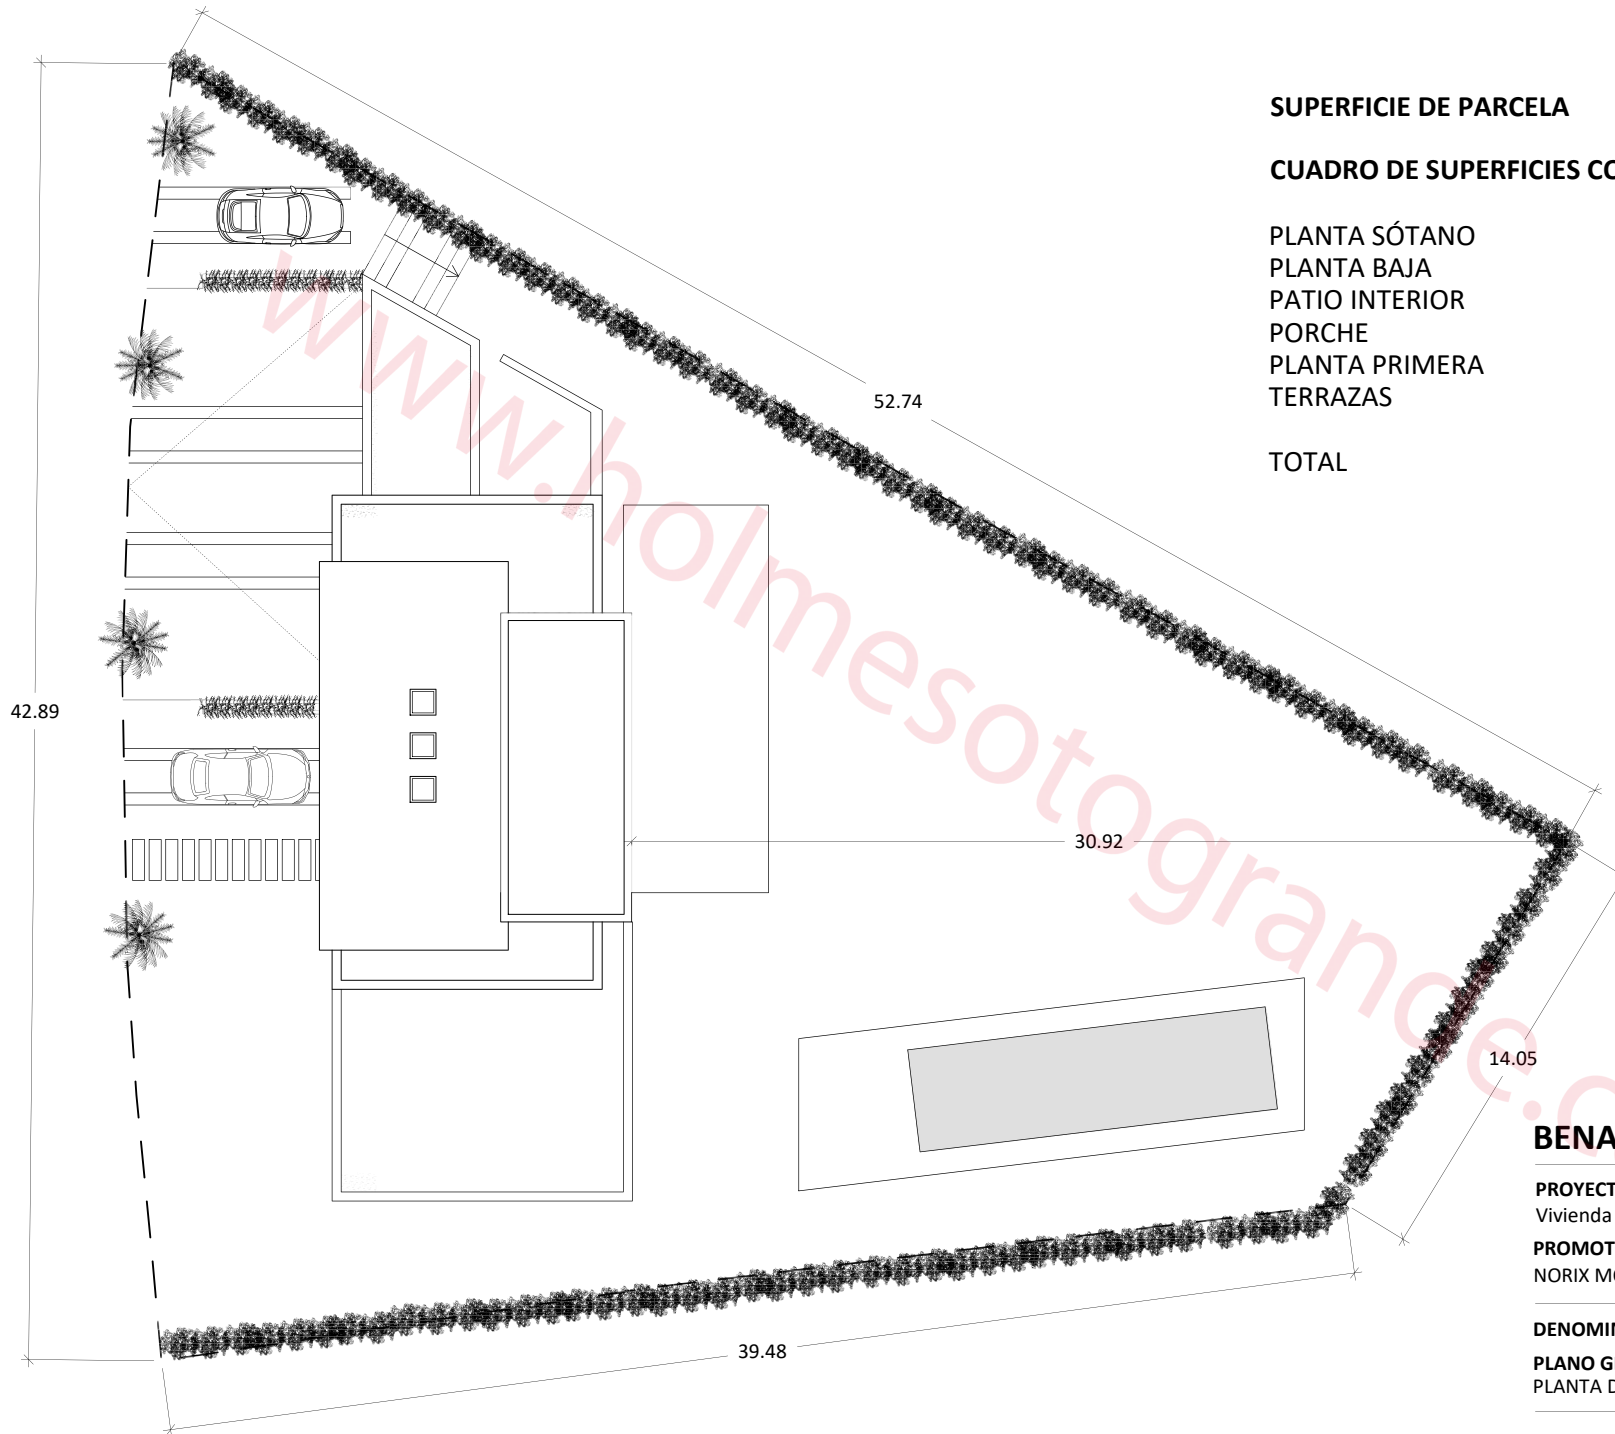 SUPERFICIE DE PARCELA
CUADRO DE SUPERFICIES CO
PLANTA SÓTANO
PLANTA BAJA
PATIO INTERIOR
PORCHE
PLANTA PRIMERA
TERRAZAS
TOTAL
52.74
42.89
30.92
14.05
39.48
www.holmesotogrande.c
BENA
PROYECT
Vivienda
PROMOT
NORIX M
DENOMI
PLANO G
PLANTA D